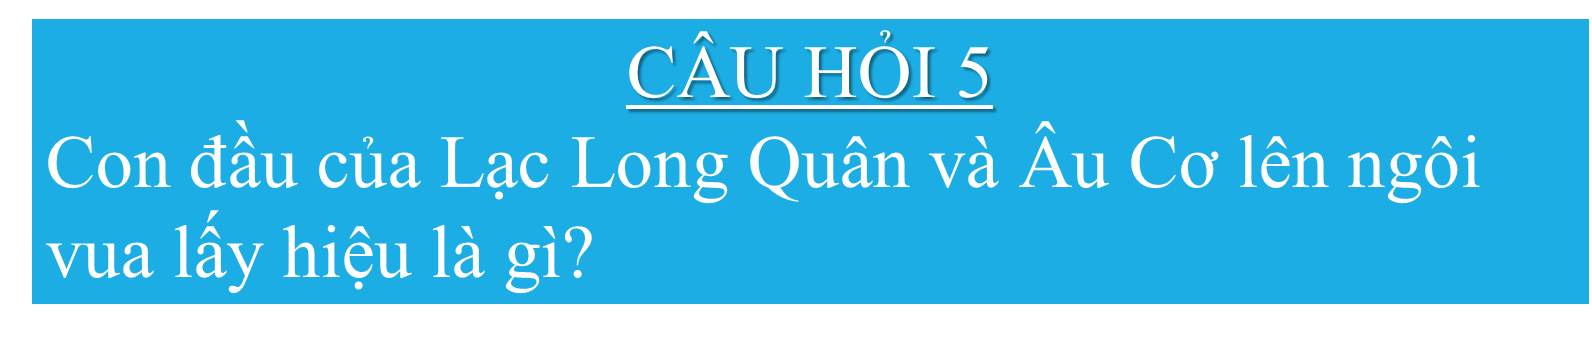 CÂU HỎI 5
Con đầu của Lạc Long Quân và Âu Cơ lên ngôi
vua lấy hiệu là gì?